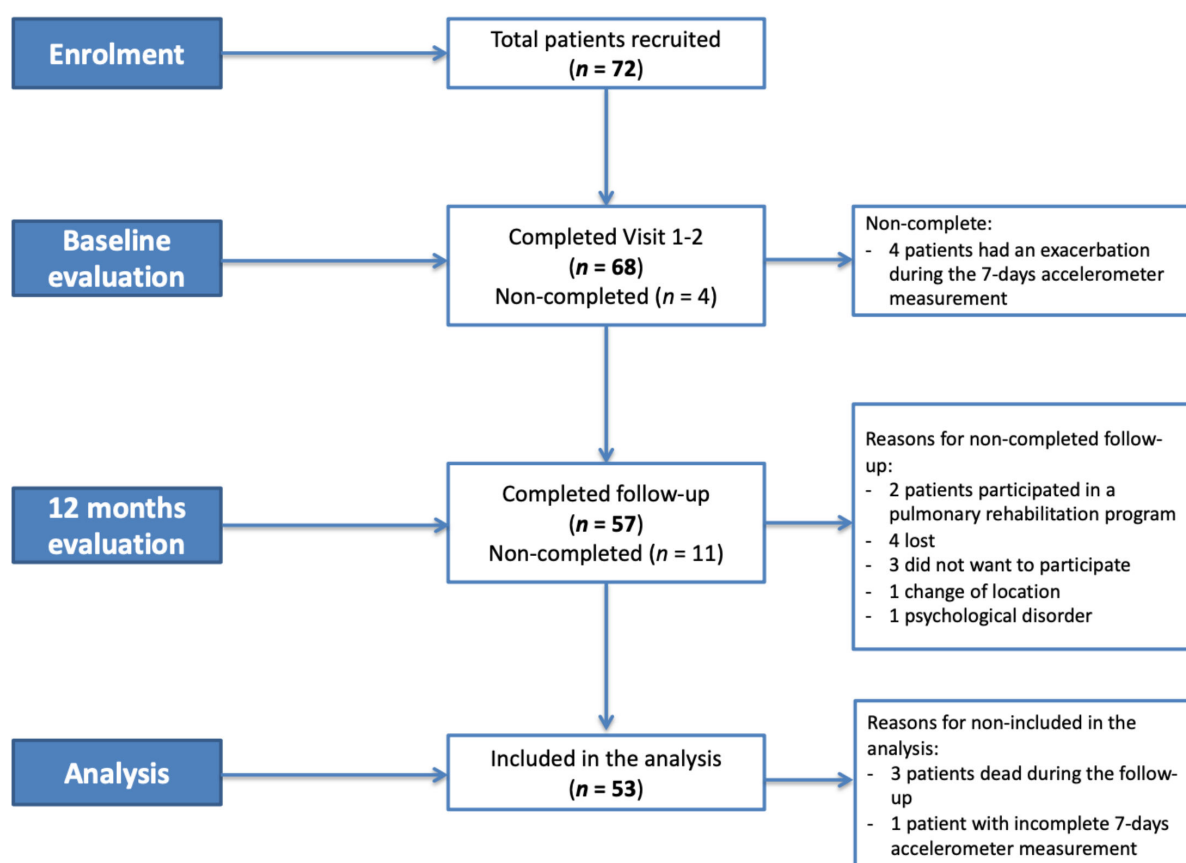 Enrolment
Total patients recruited
(n = 72)
Baseline
evaluation
Completed Visit 1-2
(n = 68)
Non-completed (n = 4)
Non-complete:
- 4 patients had an exacerbation
during the 7-days accelerometer
measurement
12 months
evaluation
Completed follow-up
(n = 57)
Non-completed (n = 11)
Reasons for non-completed follow-
up:
- 2 patients participated in a
pulmonary rehabilitation program
- 4 lost
- 3 did not want to participate
- 1 change of location
- 1 psychological disorder
Analysis
Included in the analysis
(n = 53)
Reasons for non-included in the
analysis:
- 3 patients dead during the follow-
up
- 1 patient with incomplete 7-days
accelerometer measurement